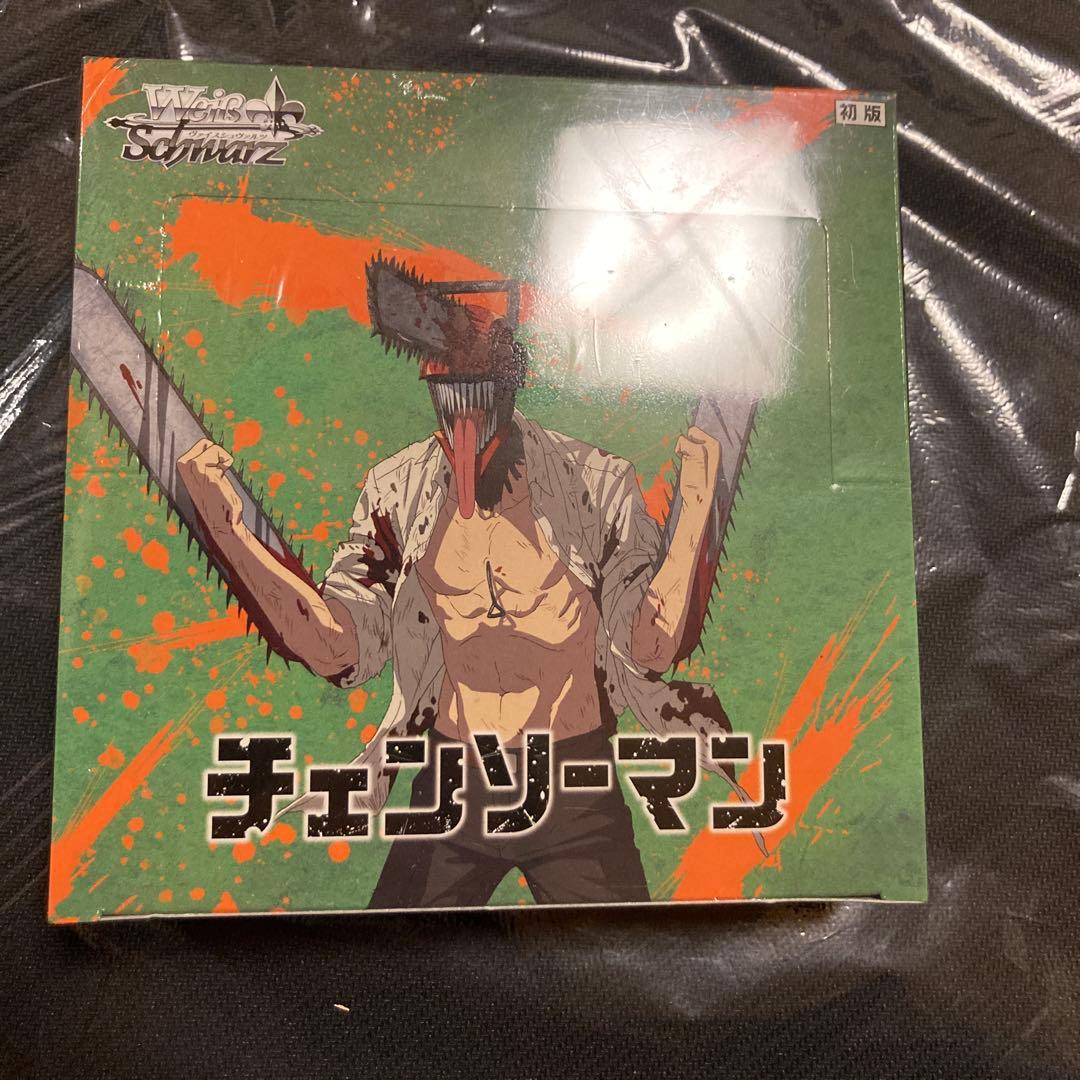 Weiß
ヴァイスシュヴァルツ
Schwarz
初版
チェンソーマン